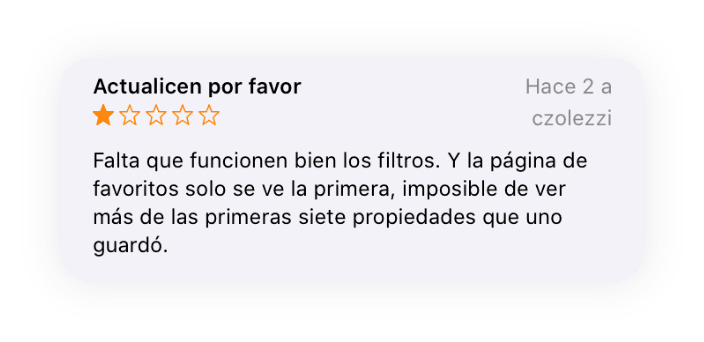 Actualicen por favor
Hace 2 a
czolezzi
Falta que funcionen bien los filtros. Y la página de
favoritos solo se ve la primera, imposible de ver
más de las primeras siete propiedades que uno
guardó.